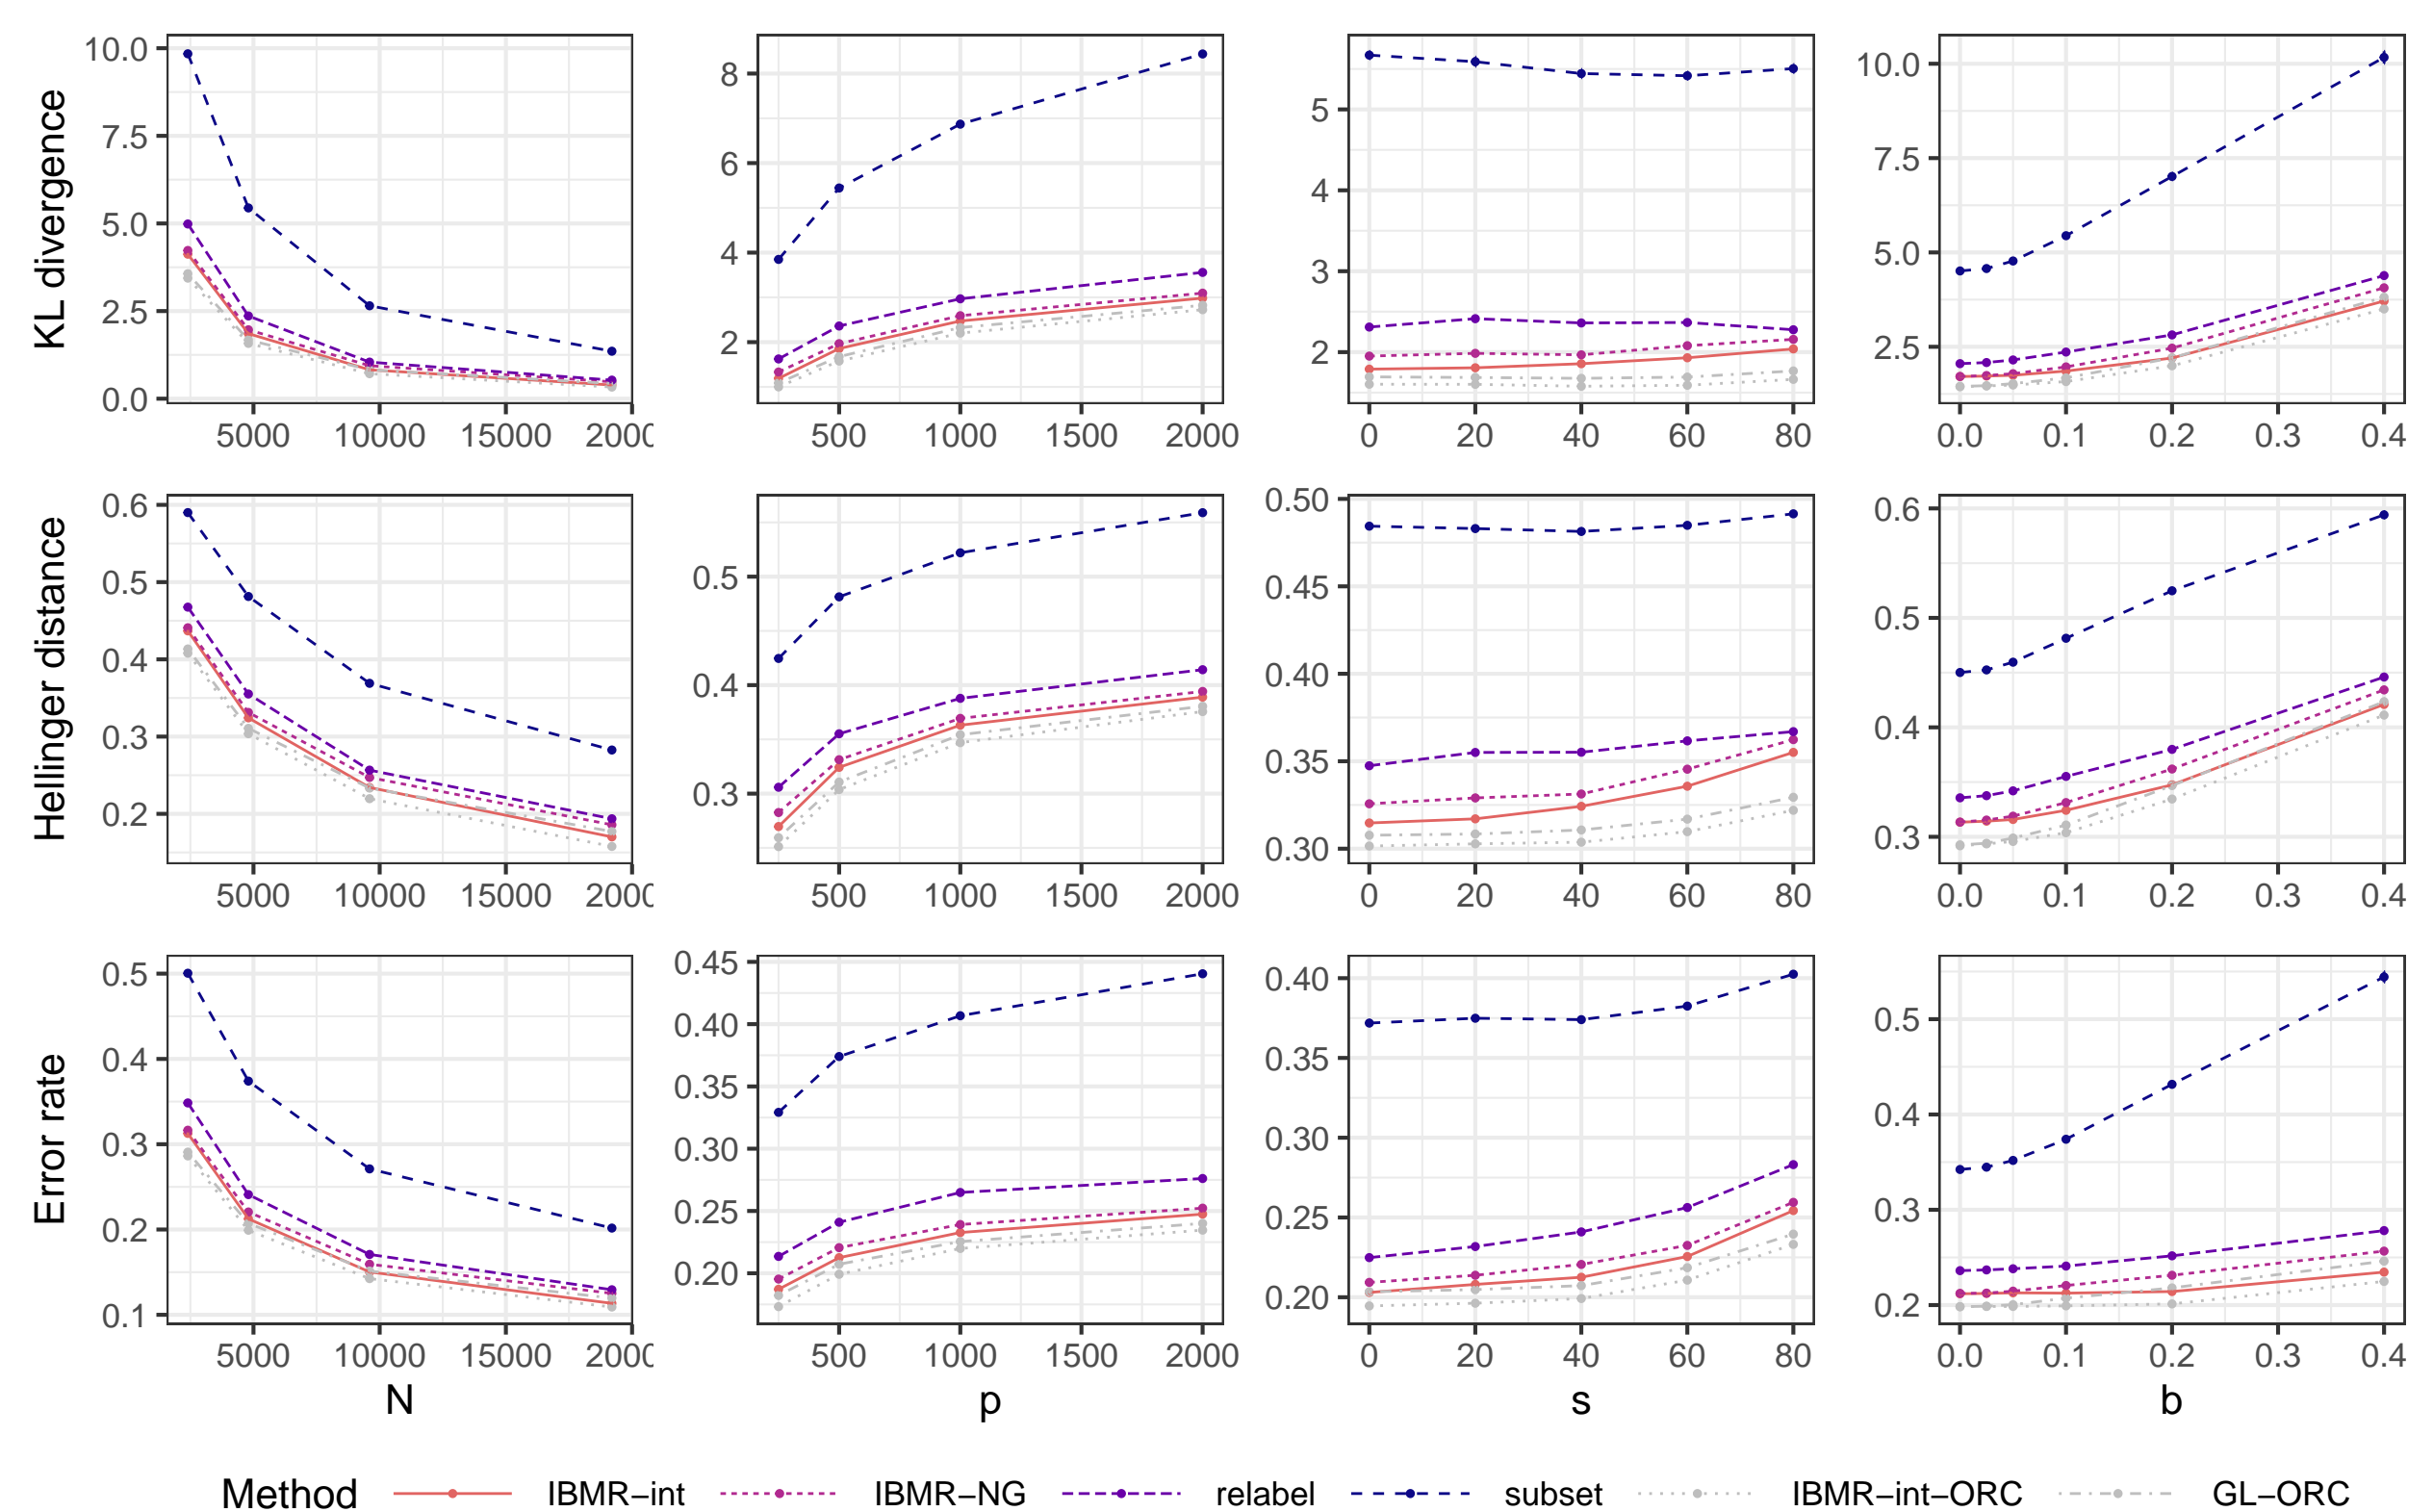 KL divergence
10.0
7.5
5.0
2.5
0.0
5000 10000 15000 2000
8
6
4
2
500 1000 1500 2000
5
4
3
2
0 20 40 60 80
10.0
7.5
5.0
2.5
0.0 0.1 0.2 0.3 0.4
Hellinger distance
0.6
0.5
0.4
0.3
0.2
5000 10000 15000 2000
0.5
0.4
0.3
500 1000 1500 2000
0.50
0.45
0.40
0.35
0.30
0 20 40 60 80
0.6
0.5
0.4
0.3
0.0 0.1 0.2 0.3 0.4
Error rate
0.5
0.4
0.3
0.2
0.1
5000 10000 15000 2000
N
0.45
0.40
0.35
0.30
0.25
0.20
500 1000 1500 2000
p
0.40
0.35
0.30
0.25
0.20
0 20 40 60 80
s
0.5
0.4
0.3
0.2
0.0 0.1 0.2 0.3 0.4
b
Method IBMR−int IBMR−NG relabel subset IBMR−int−ORC GL−ORC